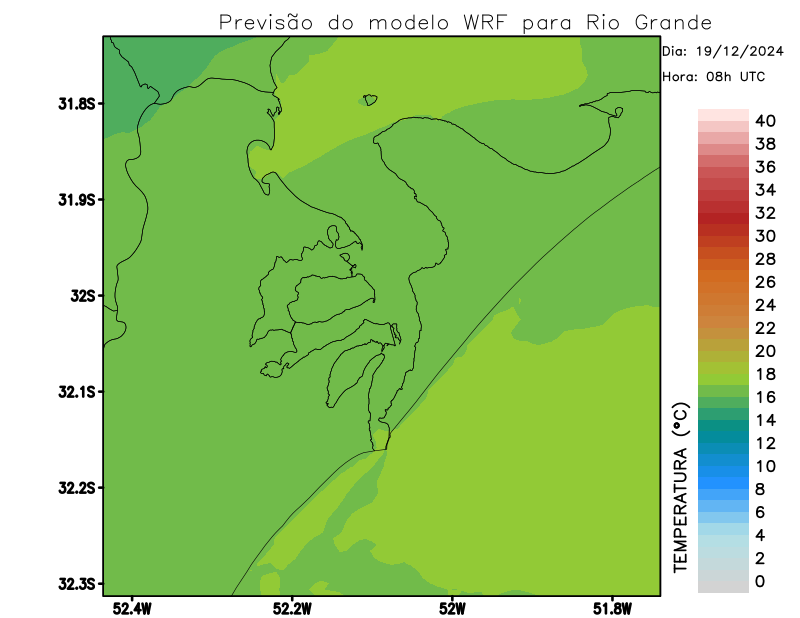 Previsão do modelo WRF para Rio Grande
Dia: 19/12/2024
Hora: 08h UTC
31.8S
31.9S
32S
32.1S
32.2S
32.3S
52.4W
52.2W
52W
51.8W
TEMPERATURA (ºC)
40
38
36
34
32
30
28
26
24
22
20
18
16
14
12
10
8
6
4
2
0